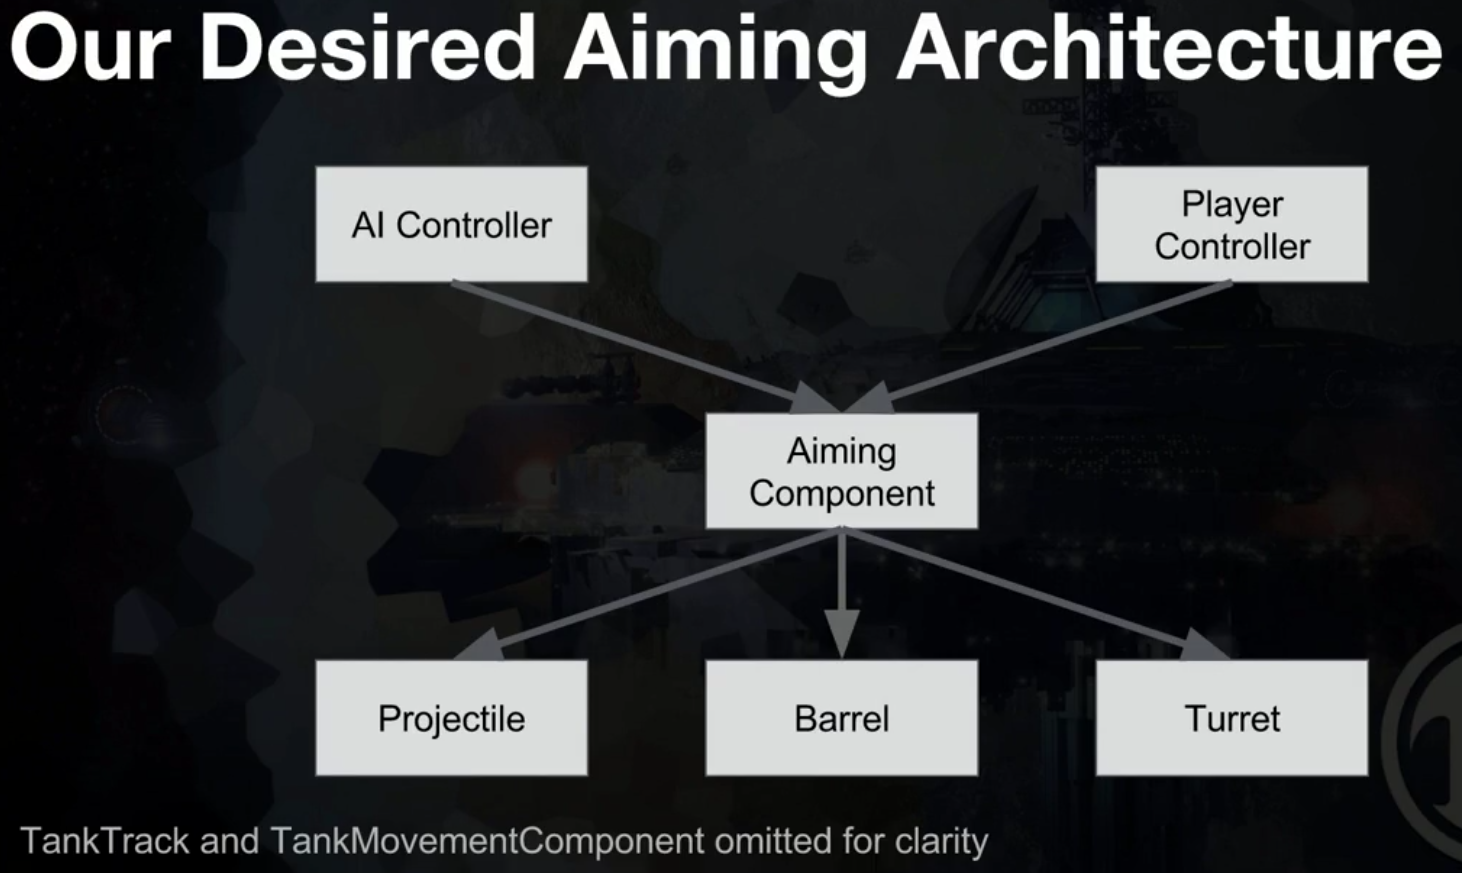 Our Desired Aiming Architecture
AI Controller
Player
Controller
Aiming
Component
Projectile
Barrel
Turret
TankTrack and TankMovementComponent omitted for clarity